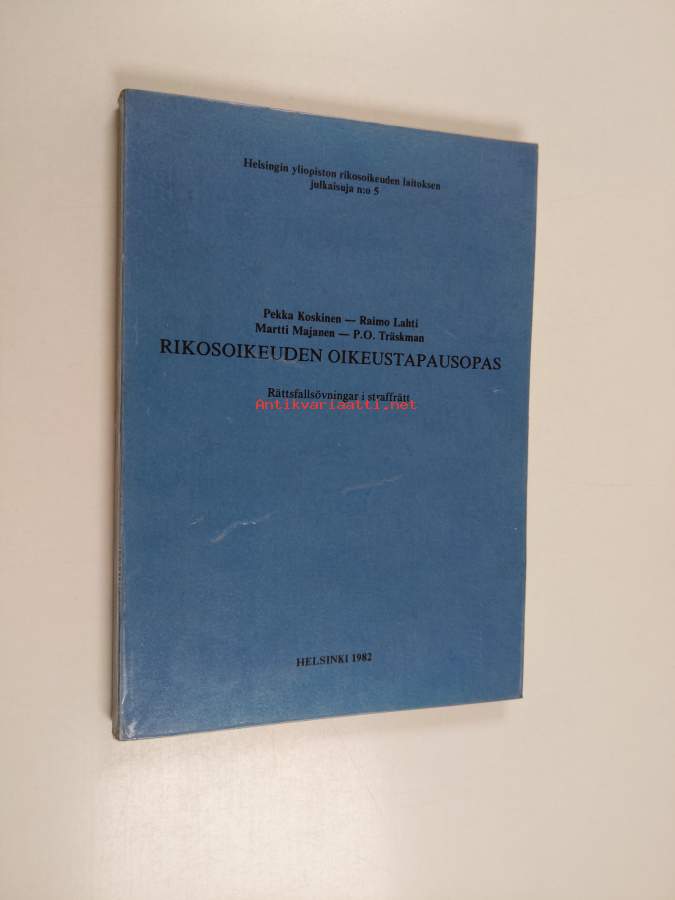 Helsingin yliopiston rikosoikeuden laitoksen
julkaisuja n:o 5
Pekka Koskinen — Raimo Lahti
Martti Majanen — P.O. Träskman
RIKOSOIKEUDEN OIKEUSTAPAUSOPAS
Rättsfallsövningar i straffrätt
Antikvariaatti.net
HELSINKI 1982